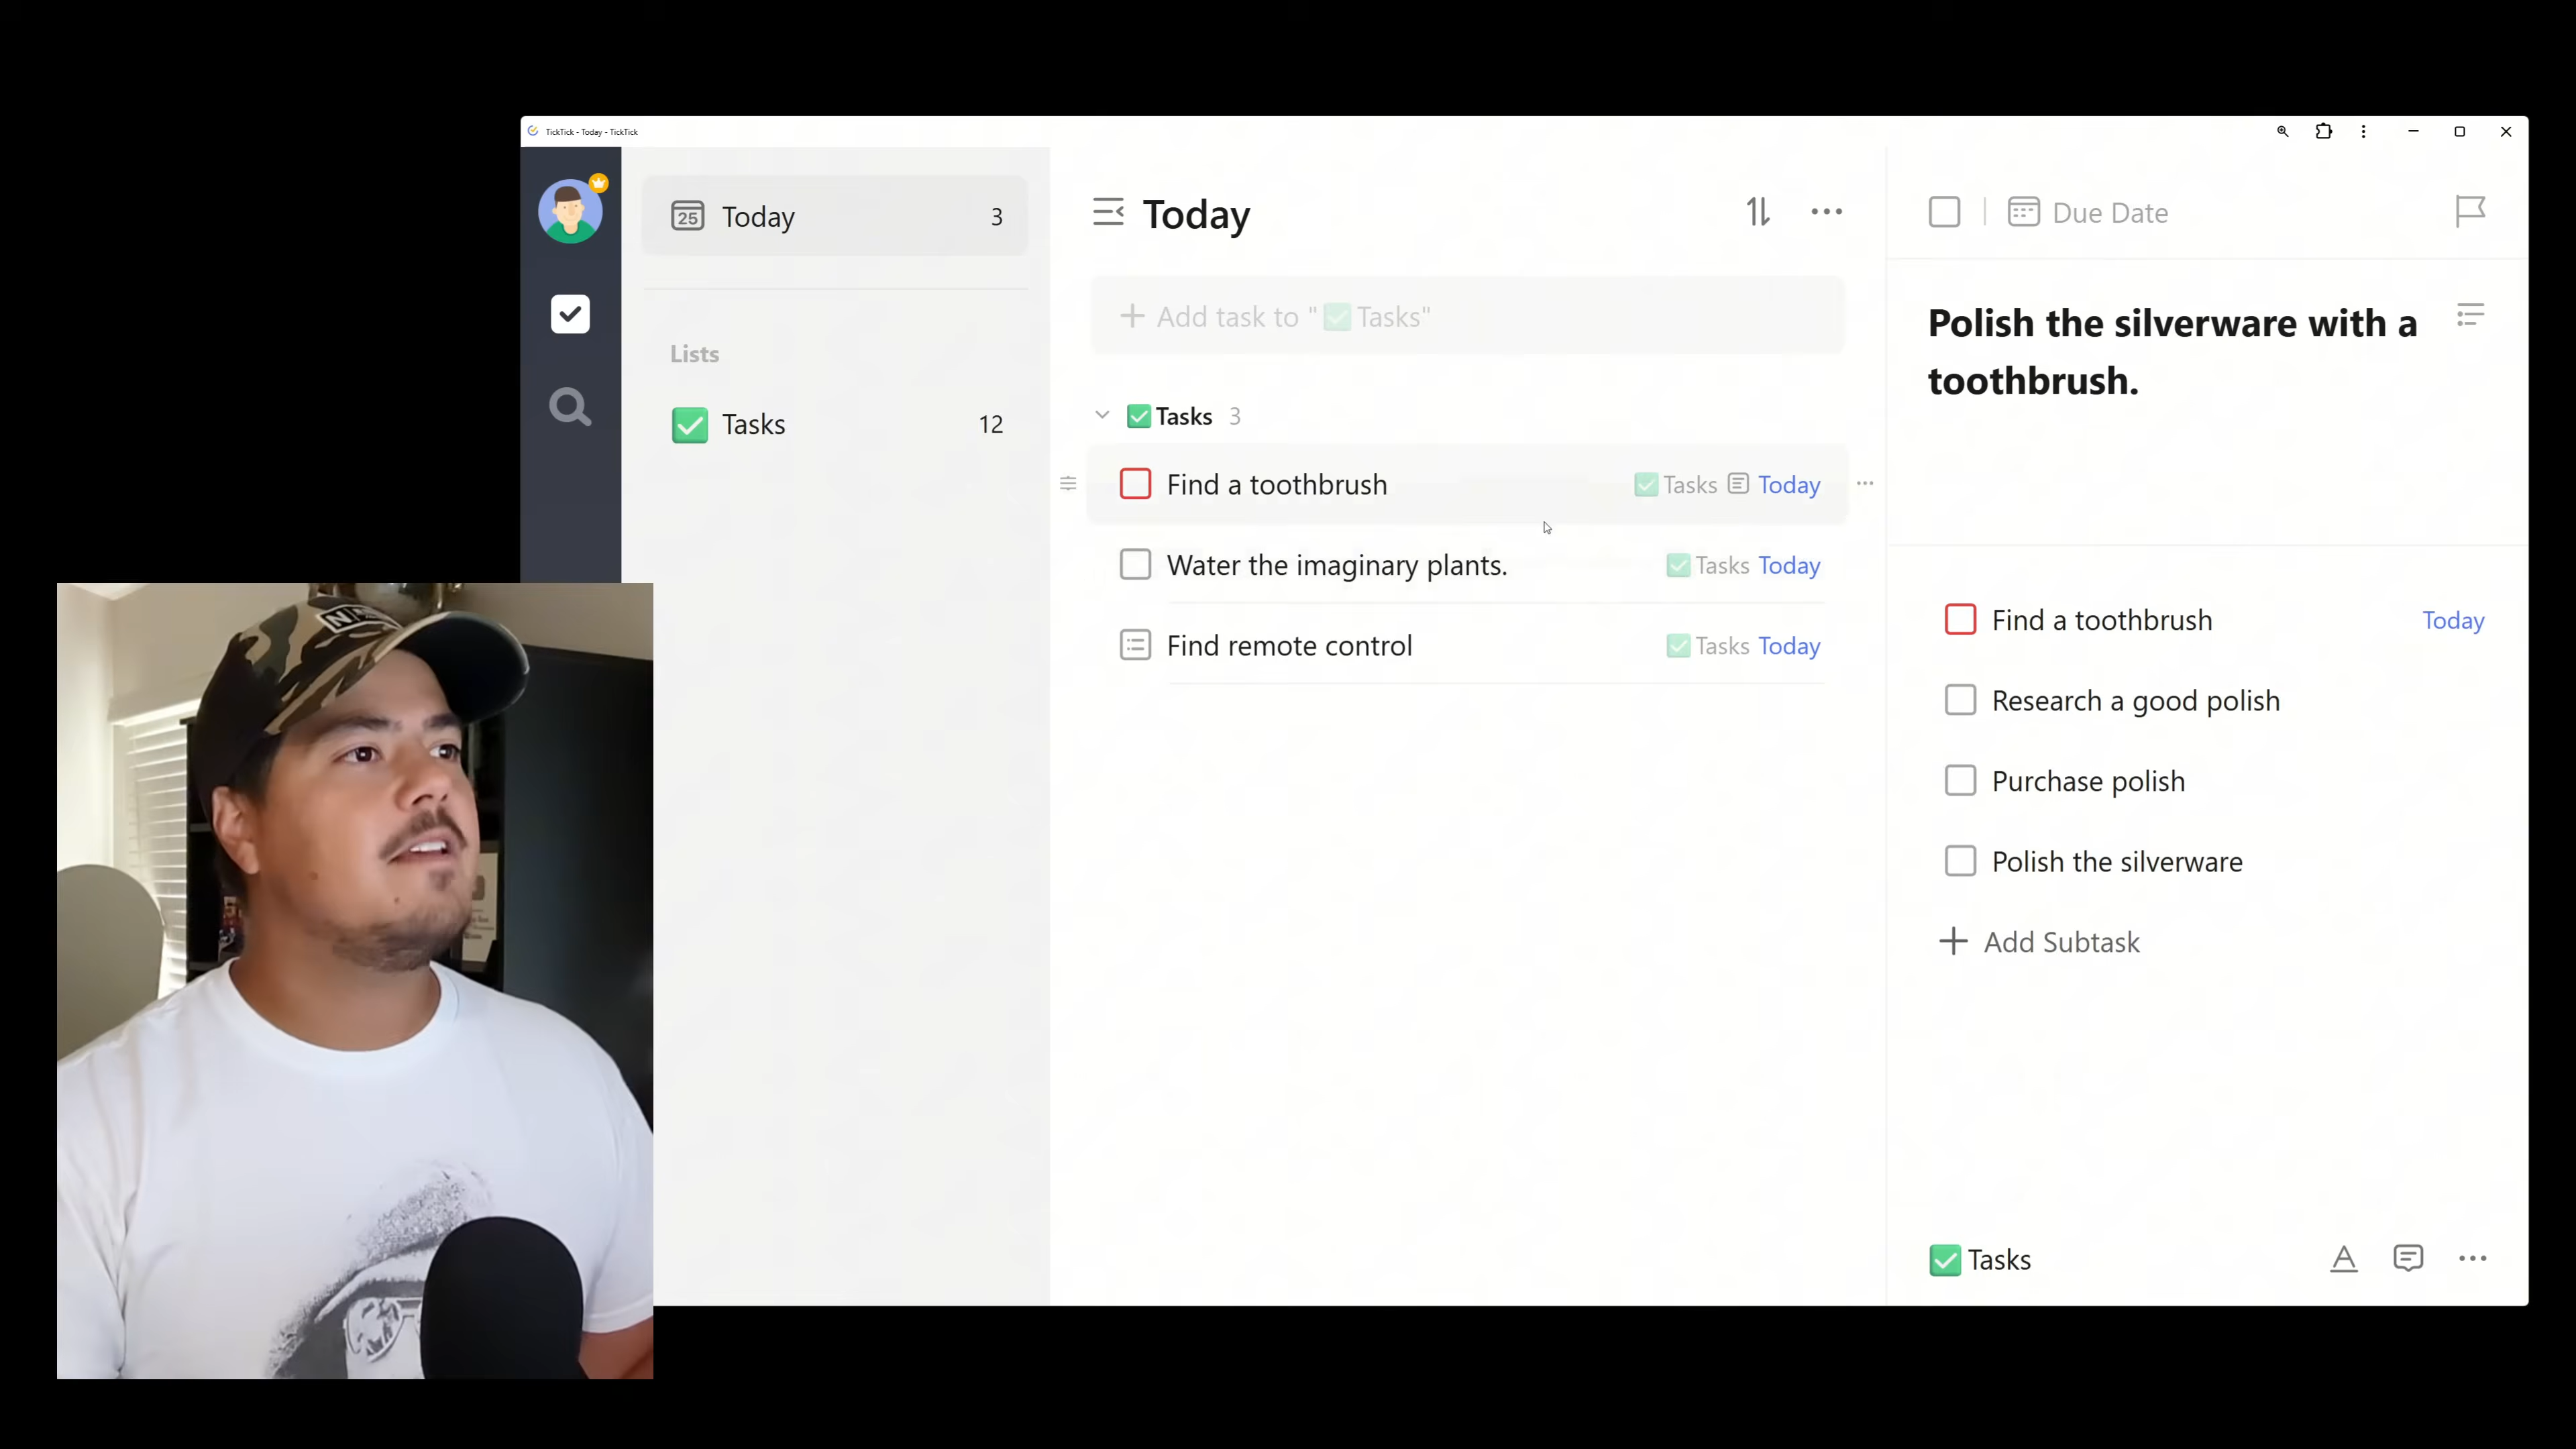 TickTick - Today - TickTick
25 Today 3
Lists
Tasks 12
Today
+ Add task to " Tasks"
Tasks 3
Find a toothbrush Tasks Today
Water the imaginary plants. Tasks Today
Find remote control Tasks Today
Due Date
Polish the silverware with a
toothbrush.
Find a toothbrush Today
Research a good polish
Purchase polish
Polish the silverware
+ Add Subtask
Tasks